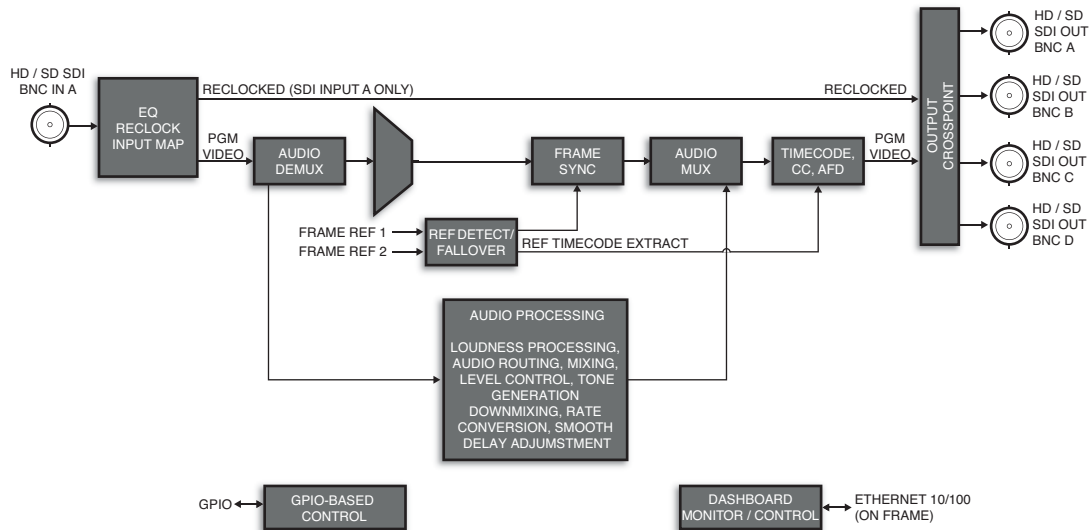 HD / SD SDI
BNC IN A
EQ
RECLOCK
INPUT MAP
RECLOCKED (SDI INPUT A ONLY)
RECLOCKED
PGM
VIDEO
AUDIO
DEMUX
FRAME
SYNC
AUDIO
MUX
TIMECODE,
CC, AFD
PGM
VIDEO
OUTPUT
CROSSPOINT
HD / SD
SDI OUT
BNC A
HD / SD
SDI OUT
BNC B
HD / SD
SDI OUT
BNC C
HD / SD
SDI OUT
BNC D
FRAME REF 1
FRAME REF 2
REF DETECT/
FALLOVER
REF TIMECODE EXTRACT
AUDIO PROCESSING
LOUDNESS PROCESSING,
AUDIO ROUTING, MIXING,
LEVEL CONTROL, TONE
GENERATION
DOWNMIXING, RATE
CONVERSION, SMOOTH
DELAY ADJUMSTMENT
GPIO
GPIO-BASED
CONTROL
DASHBOARD
MONITOR / CONTROL
ETHERNET 10/100
(ON FRAME)